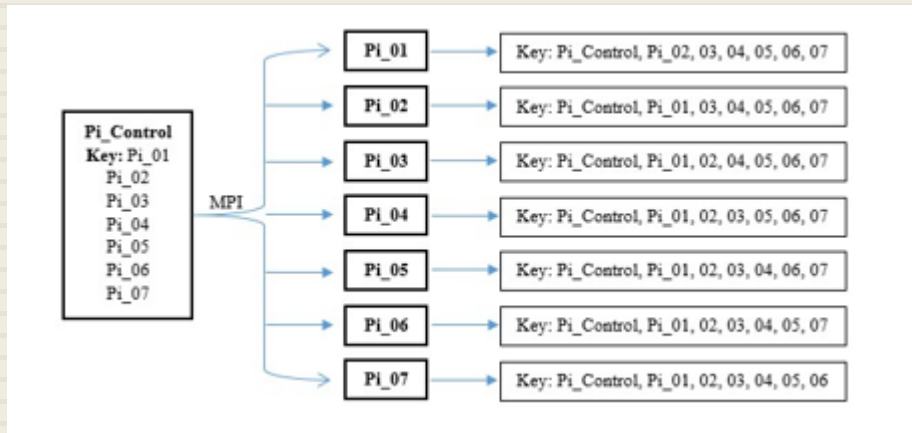 Pi_Control
Key: Pi_01
Pi_02
Pi_03
Pi_04
Pi_05
Pi_06
Pi_07
MPI
Pi_01
Key: Pi_Control, Pi_02, 03, 04, 05, 06, 07
Pi_02
Key: Pi_Control, Pi_01, 03, 04, 05, 06, 07
Pi_03
Key: Pi_Control, Pi_01, 02, 04, 05, 06, 07
Pi_04
Key: Pi_Control, Pi_01, 02, 03, 05, 06, 07
Pi_05
Key: Pi_Control, Pi_01, 02, 03, 04, 06, 07
Pi_06
Key: Pi_Control, Pi_01, 02, 03, 04, 05, 07
Pi_07
Key: Pi_Control, Pi_01, 02, 03, 04, 05, 06